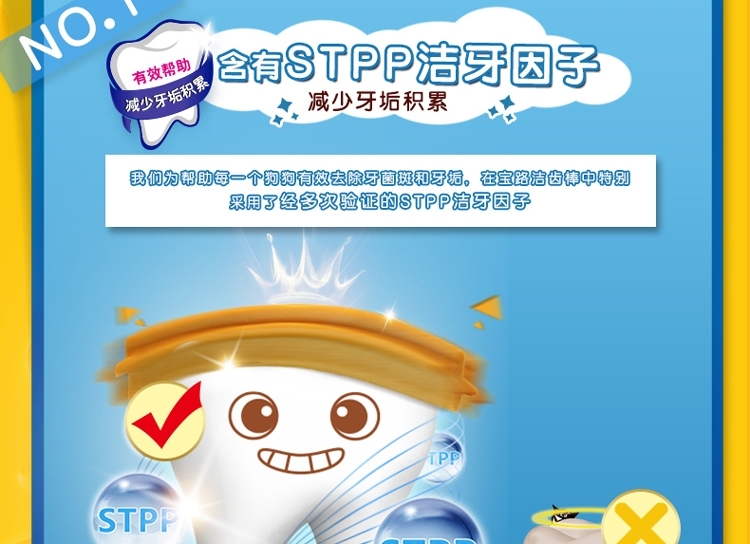 NO.1
有效帮助
减少牙垢积累
含有STPP洁牙因子
减少牙垢积累
我们为帮助每一个狗狗有效去除牙菌斑和牙垢，在宝路洁齿棒中特别
采用了经多次验证的STPP洁牙因子
TPP
STPP
STPP